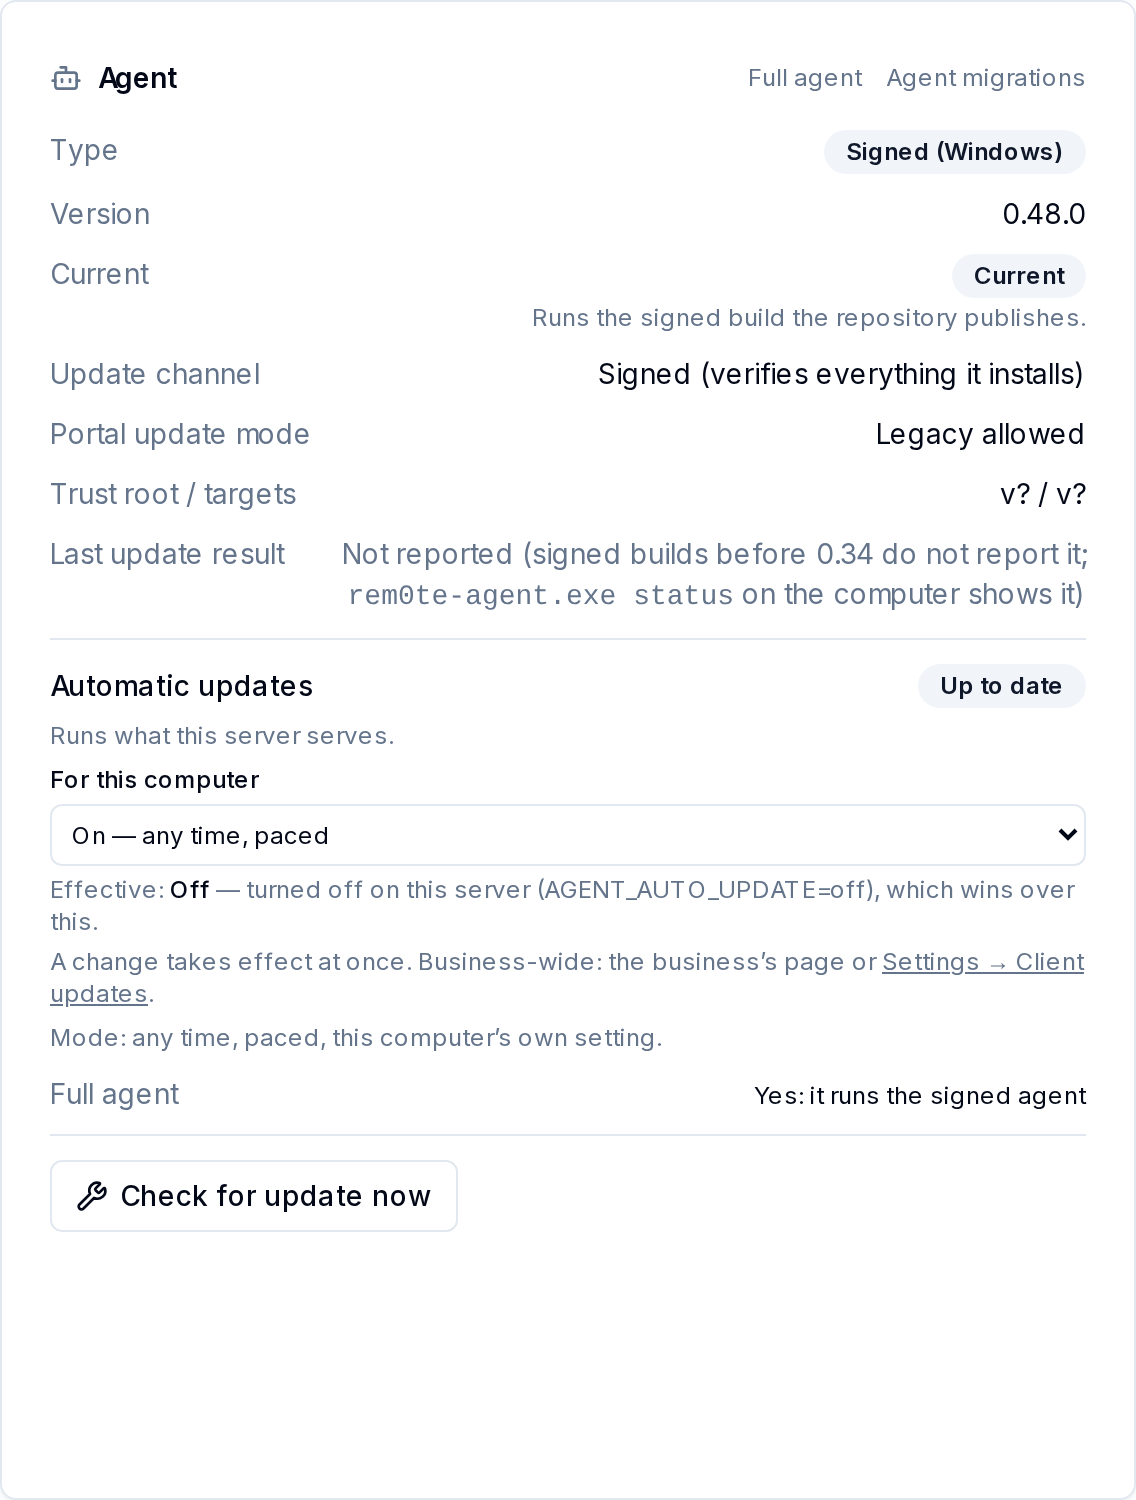 Agent
Full agent Agent migrations
Type
Signed (Windows)
Version
0.48.0
Current
Current
Runs the signed build the repository publishes.
Update channel
Signed (verifies everything it installs)
Portal update mode
Legacy allowed
Trust root / targets
v? / v?
Last update result
Not reported (signed builds before 0.34 do not report it;
rem0te-agent.exe status on the computer shows it)
Automatic updates
Up to date
Runs what this server serves.
For this computer
On — any time, paced
Effective: Off — turned off on this server (AGENT_AUTO_UPDATE=off), which wins over
this.
A change takes effect at once. Business-wide: the business’s page or Settings → Client
updates.
Mode: any time, paced, this computer’s own setting.
Full agent
Yes: it runs the signed agent
Check for update now